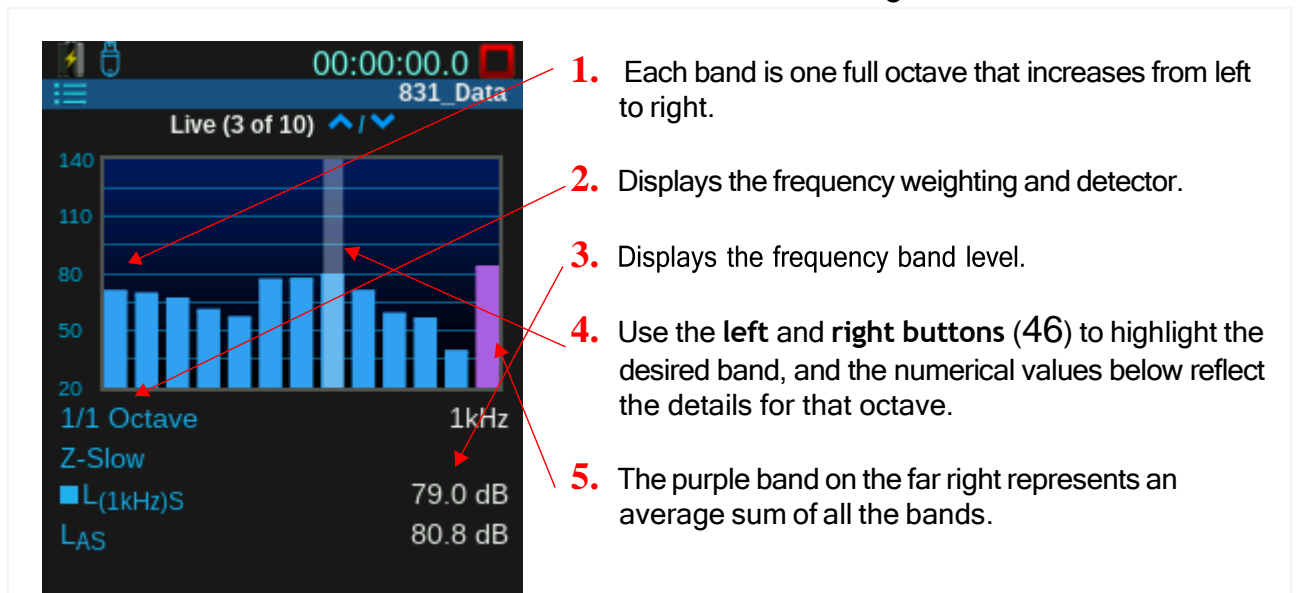 00:00:00.0
831_Data
Live (3 of 10) /
140
110
80
50
20
1/1 Octave 1kHz
Z-Slow
L(1kHz)S 79.0 dB
LAS 80.8 dB
1. Each band is one full octave that increases from left
to right.
2. Displays the frequency weighting and detector.
3. Displays the frequency band level.
4. Use the left and right buttons (46) to highlight the
desired band, and the numerical values below reflect
the details for that octave.
5. The purple band on the far right represents an
average sum of all the bands.